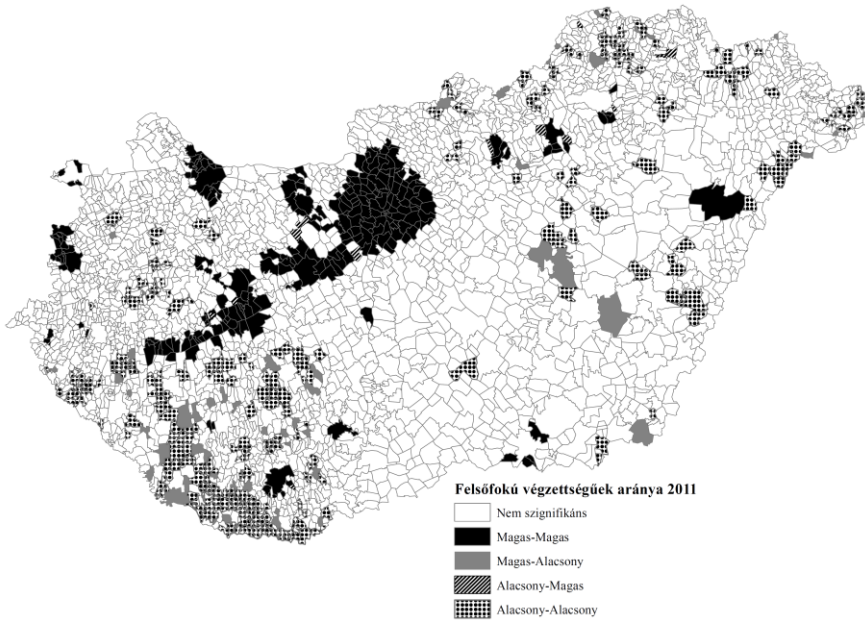 Felsőfokú végzettségűek aránya 2011
Nem szignifikáns
Magas-Magas
Magas-Alacsony
Alacsony-Magas
Alacsony-Alacsony